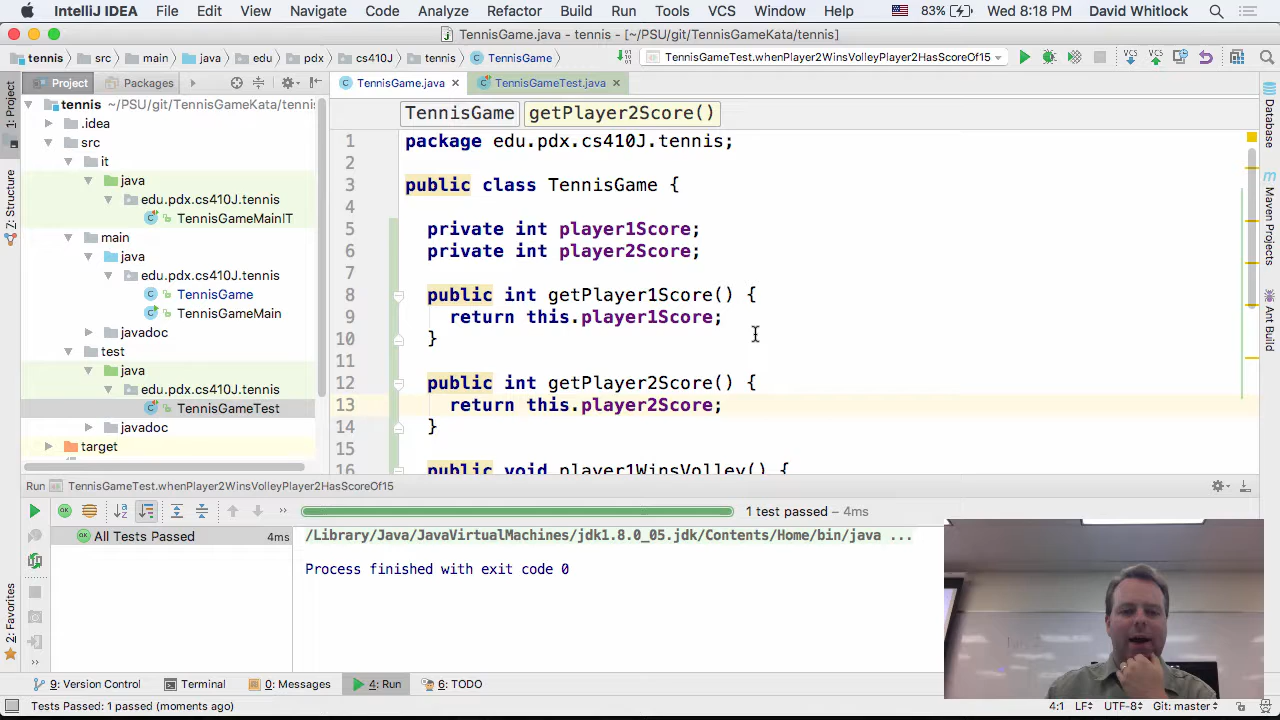 IntelliJ IDEA File Edit View Navigate Code Analyze Refactor Build Run Tools VCS Window Help 83% Wed 8:18 PM David Whitlock
TennisGame.java - tennis - [~/PSU/git/TennisGameKata/tennis]
tennis src main java edu pdx cs410J tennis TennisGame TennisGameTest.whenPlayer2WinsVolleyPlayer2HasScoreOf15
Project Packages TennisGame.java TennisGameTest.java
TennisGame getPlayer2Score()
1: Project
Z: Structure
2: Favorites
Database
Maven Projects
Ant Build
tennis ~/PSU/git/TennisGameKata/tennis
.idea
src
it
java
edu.pdx.cs410J.tennis
TennisGameMainIT
main
java
edu.pdx.cs410J.tennis
TennisGame
TennisGameMain
javadoc
test
java
edu.pdx.cs410J.tennis
TennisGameTest
javadoc
target
1 package edu.pdx.cs410J.tennis;
2
3 public class TennisGame {
4
5 private int player1Score;
6 private int player2Score;
7
8 public int getPlayer1Score() {
9 return this.player1Score;
10 }
11
12 public int getPlayer2Score() {
13 return this.player2Score;
14 }
15
16 public void player1WinsVolley() {
Run TennisGameTest.whenPlayer2WinsVolleyPlayer2HasScoreOf15
1 test passed – 4ms
All Tests Passed 4ms
/Library/Java/JavaVirtualMachines/jdk1.8.0_05.jdk/Contents/Home/bin/java ...
Process finished with exit code 0
9: Version Control Terminal 0: Messages 4: Run 6: TODO
Tests Passed: 1 passed (moments ago) 4:1 LF UTF-8 Git: master